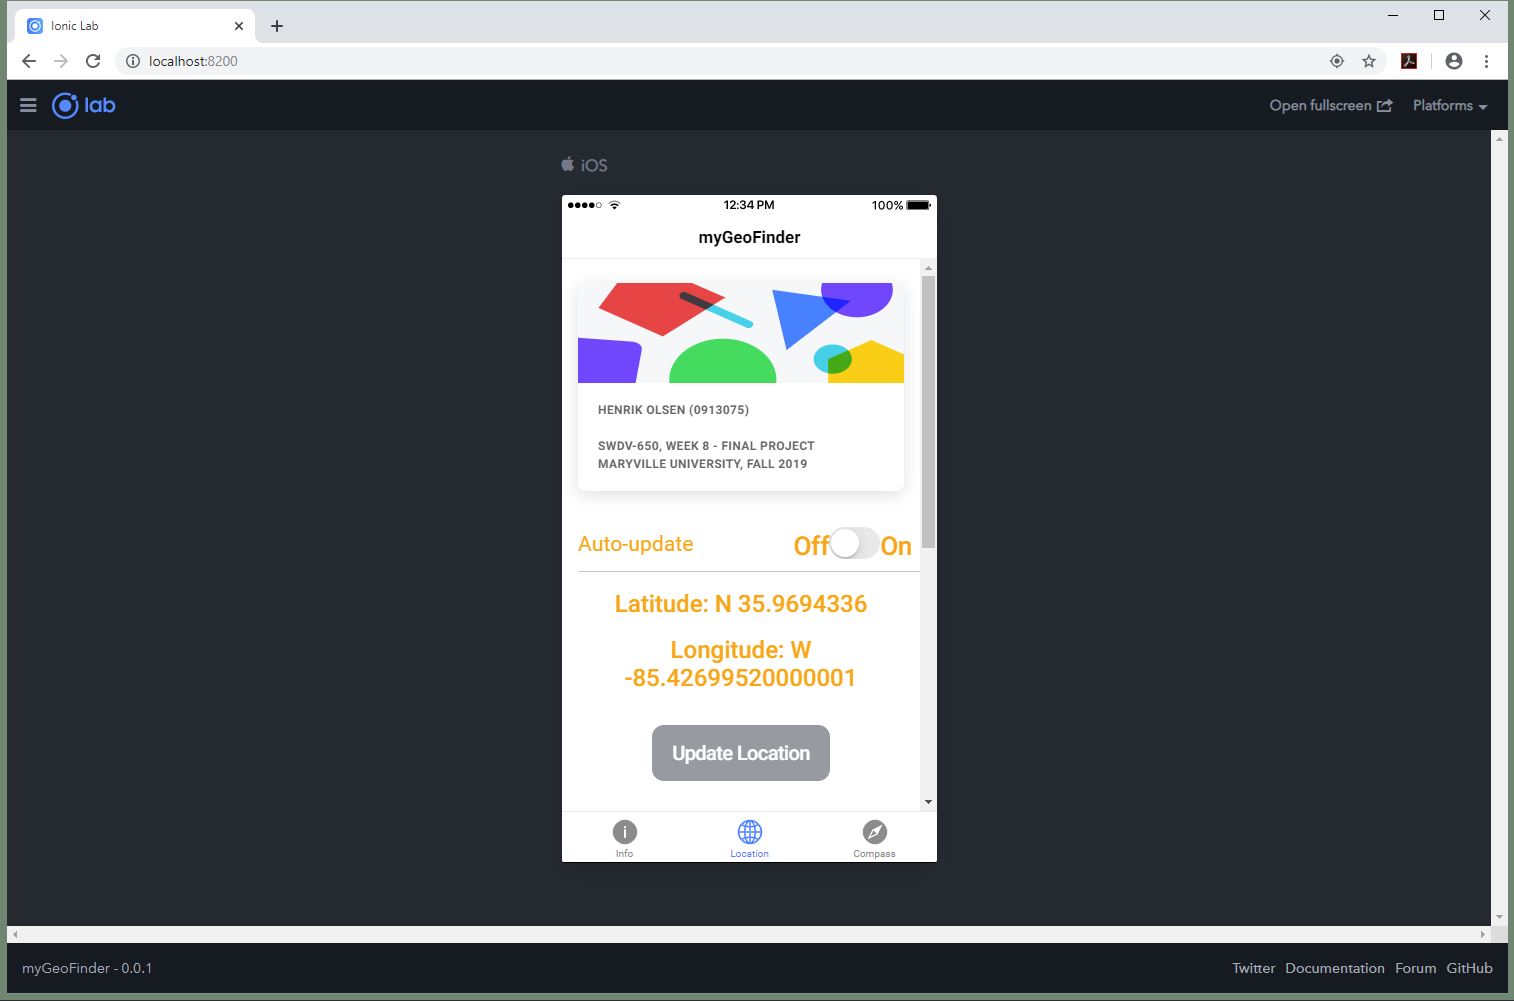 Ionic Lab
localhost:8200
lab
Open fullscreen
Platforms
iOS
12:34 PM
100%
myGeoFinder
HENRIK OLSEN (0913075)
SWDV-650, WEEK 8 - FINAL PROJECT
MARYVILLE UNIVERSITY, FALL 2019
Auto-update
Off On
Latitude: N 35.9694336
Longitude: W
-85.42699520000001
Update Location
Info
Location
Compass
myGeoFinder - 0.0.1
Twitter Documentation Forum GitHub